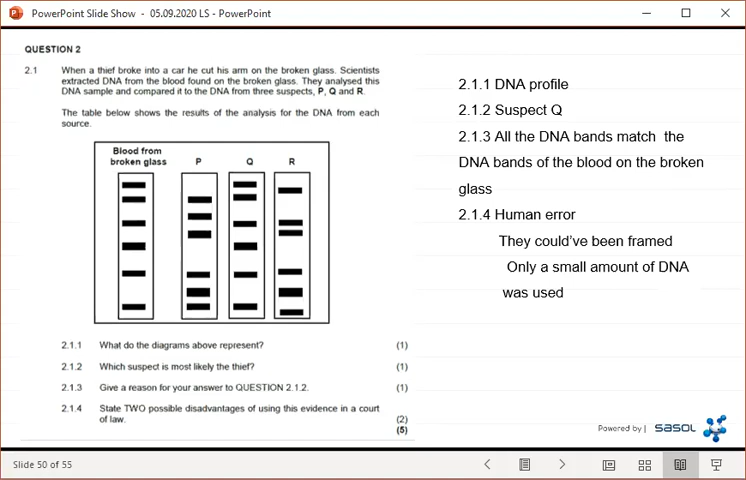 PowerPoint Slide Show - 05.09.2020 LS - PowerPoint
QUESTION 2
2.1 When a thief broke into a car he cut his arm on the broken glass. Scientists
extracted DNA from the blood found on the broken glass. They analysed this
DNA sample and compared it to the DNA from three suspects, P, Q and R.
The table below shows the results of the analysis for the DNA from each
source.
Blood from
broken glass P Q R
2.1.1 What do the diagrams above represent? (1)
2.1.2 Which suspect is most likely the thief? (1)
2.1.3 Give a reason for your answer to QUESTION 2.1.2. (1)
2.1.4 State TWO possible disadvantages of using this evidence in a court
of law. (2)
(5)
2.1.1 DNA profile
2.1.2 Suspect Q
2.1.3 All the DNA bands match the
DNA bands of the blood on the broken
glass
2.1.4 Human error
They could've been framed
Only a small amount of DNA
was used
Powered by | sasol
Slide 50 of 55